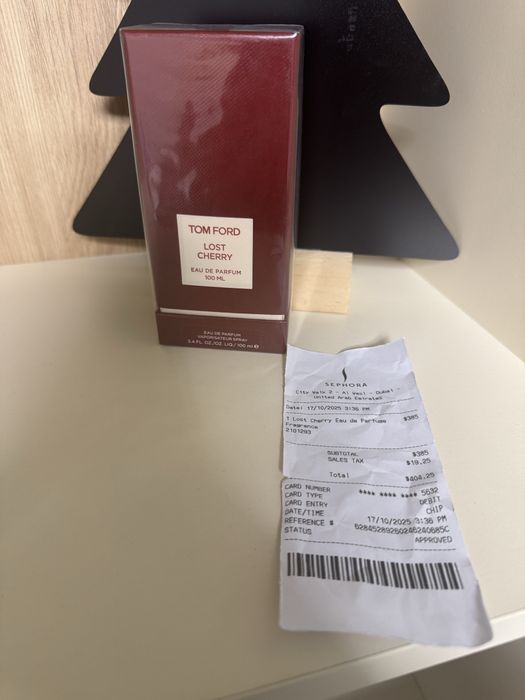 TOM FORD
LOST
CHERRY
EAU DE PARFUM
100 ML
EAU DE PARFUM
VAPORISATEUR SPRAY
3.4 FL. OZ./OZ. LIQ./ 100 ml e
SEPHORA
City Walk 2 - Al Wasl - Dubai -
United Arab Emirates
Date: 17/10/2025 3:36 PM
1 Lost Cherry Eau de Parfume $385
Fragrance
2101293
SUBTOTAL $385
SALES TAX $19.25
Total $404.25
CARD NUMBER **** **** **** 5632
CARD TYPE DEBIT
CARD ENTRY CHIP
DATE/TIME 17/10/2025 3:36 PM
REFERENCE # 62845289260246240685C
STATUS APPROVED